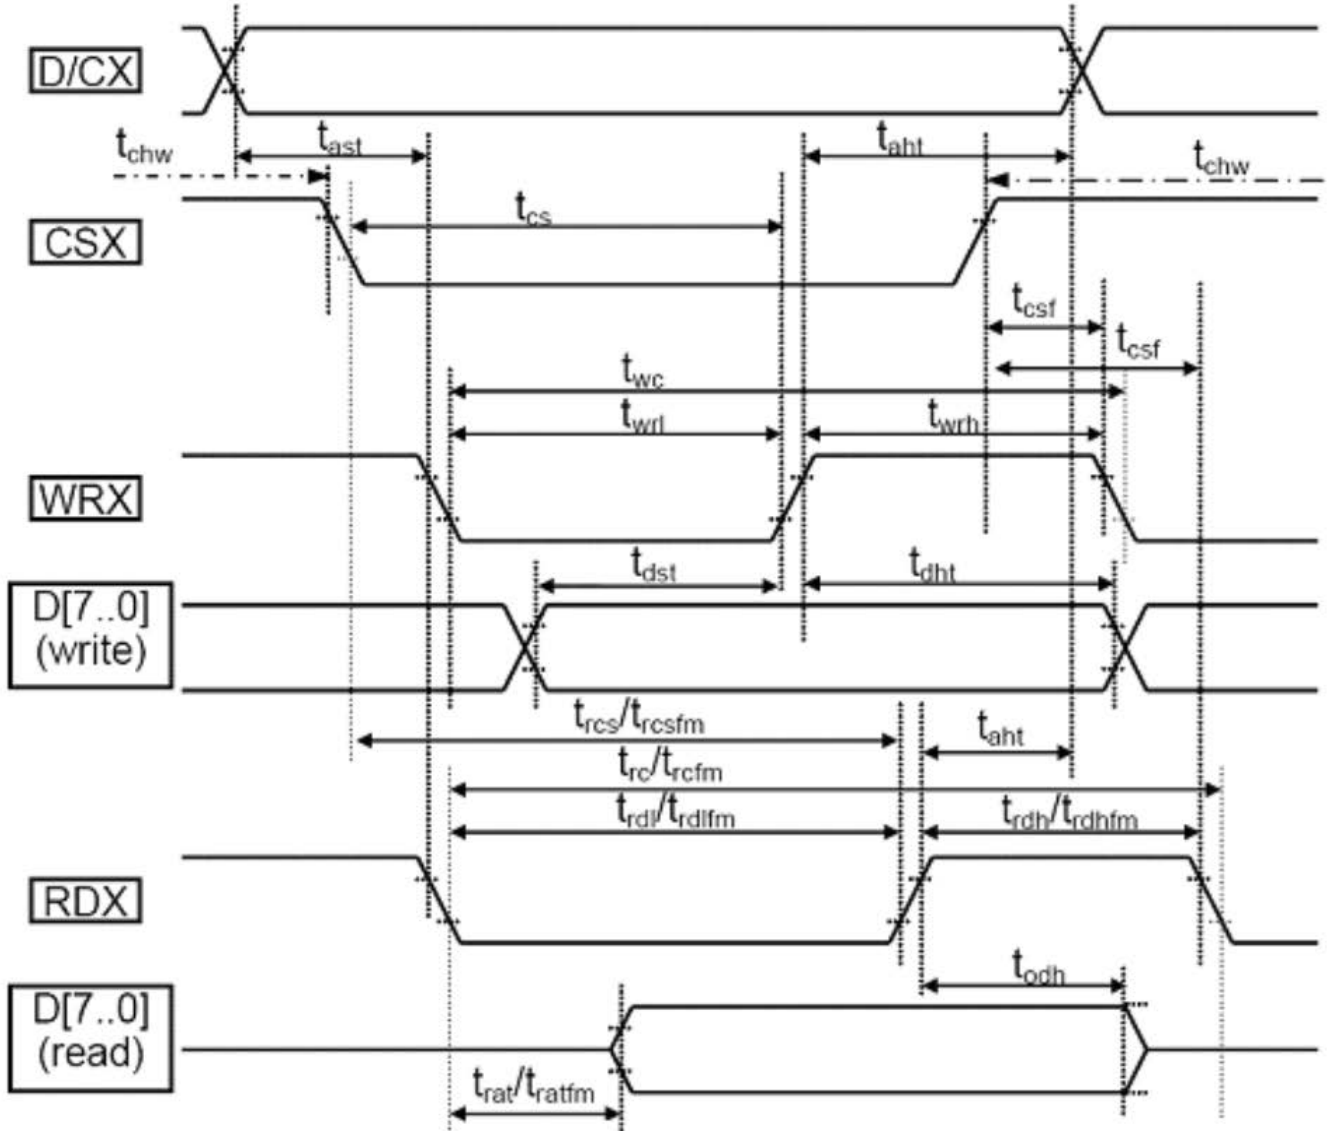 D/CX
tchw
tast
taht
tchw
tcs
CSX
tcsf
tcsf
twc
twrl
twrh
WRX
tdst
tdht
D[7..0]
(write)
trcs/trcsfm
taht
trc/trcfm
trdl/trdlfm
trdh/trdhfm
RDX
todh
D[7..0]
(read)
trat/tratfm